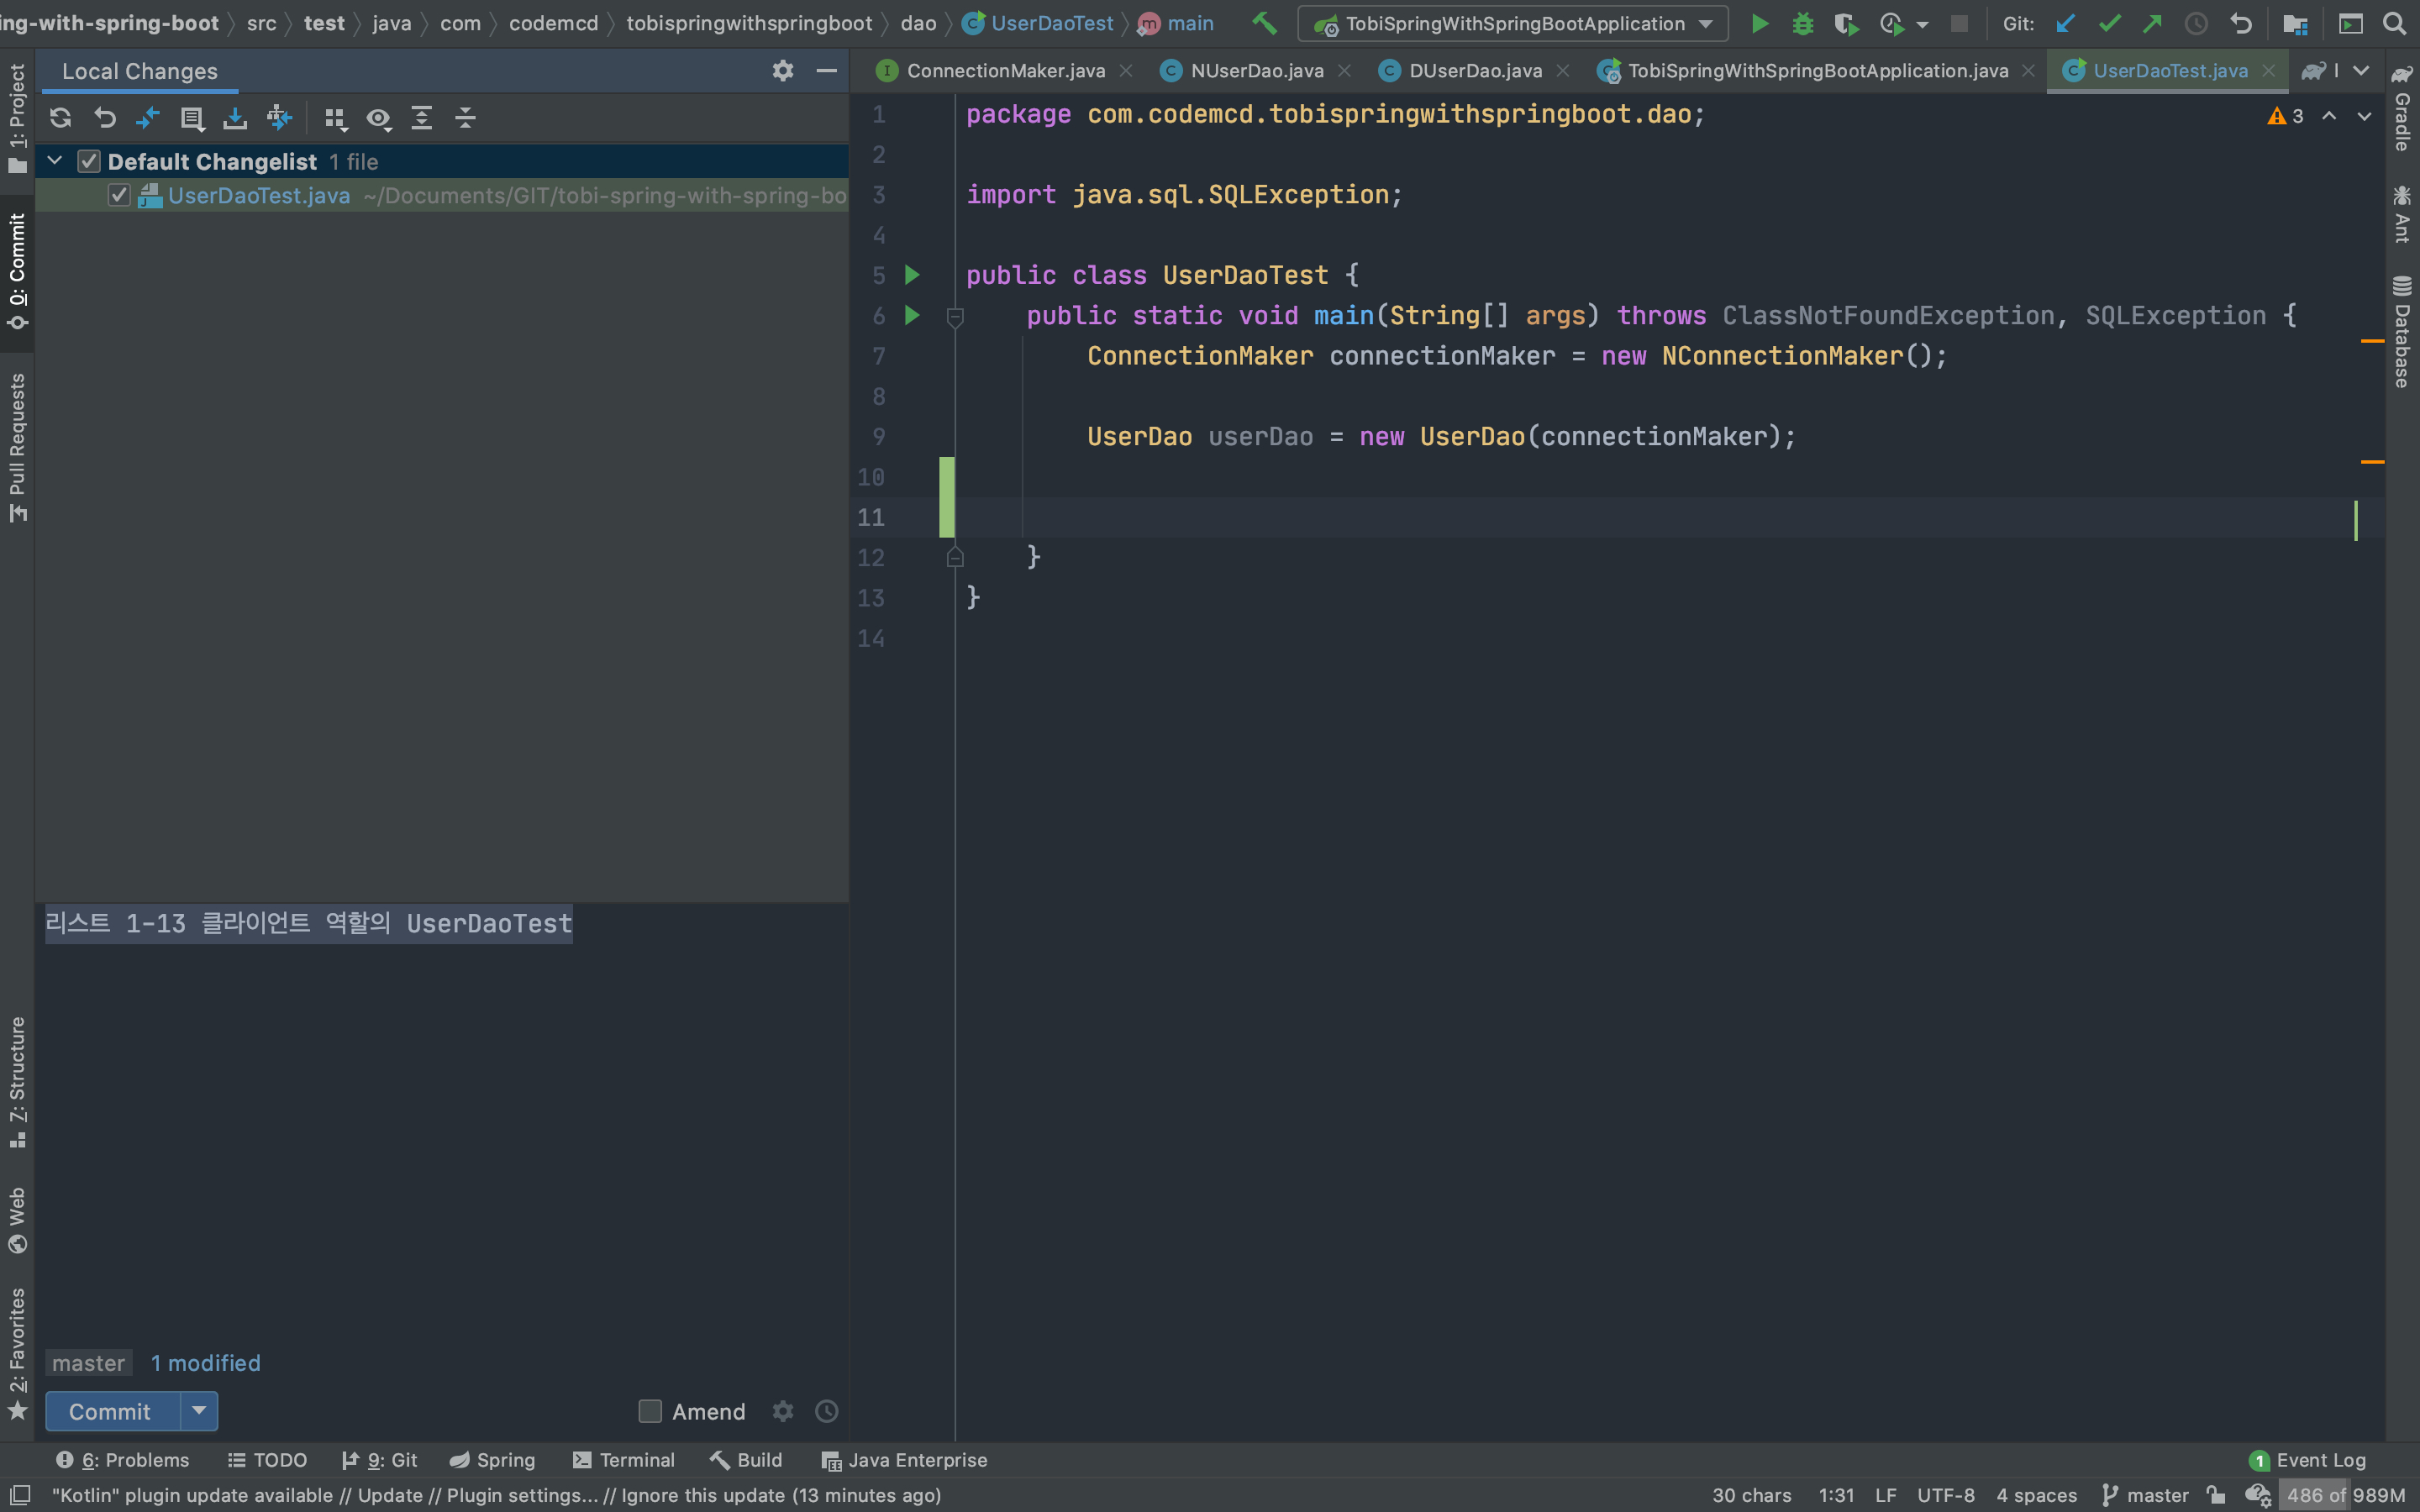 ng-with-spring-boot src test java com codemcd tobispringwithspringboot dao UserDaoTest main TobiSpringWithSpringBootApplication Git:
Local Changes
ConnectionMaker.java NUserDao.java DUserDao.java TobiSpringWithSpringBootApplication.java UserDaoTest.java
Default Changelist 1 file
UserDaoTest.java ~/Documents/GIT/tobi-spring-with-spring-bo
1: Project
0: Commit
Pull Requests
7: Structure
Web
2: Favorites
1 package com.codemcd.tobispringwithspringboot.dao;
2
3 import java.sql.SQLException;
4
5 public class UserDaoTest {
6 public static void main(String[] args) throws ClassNotFoundException, SQLException {
7 ConnectionMaker connectionMaker = new NConnectionMaker();
8
9 UserDao userDao = new UserDao(connectionMaker);
10
11
12 }
13 }
14
3
Gradle
Ant
Database
리스트 1-13 클라이언트 역할의 UserDaoTest
master 1 modified
Commit Amend
6: Problems TODO 9: Git Spring Terminal Build Java Enterprise 1 Event Log
"Kotlin" plugin update available // Update // Plugin settings... // Ignore this update (13 minutes ago) 30 chars 1:31 LF UTF-8 4 spaces master 486 of 989M